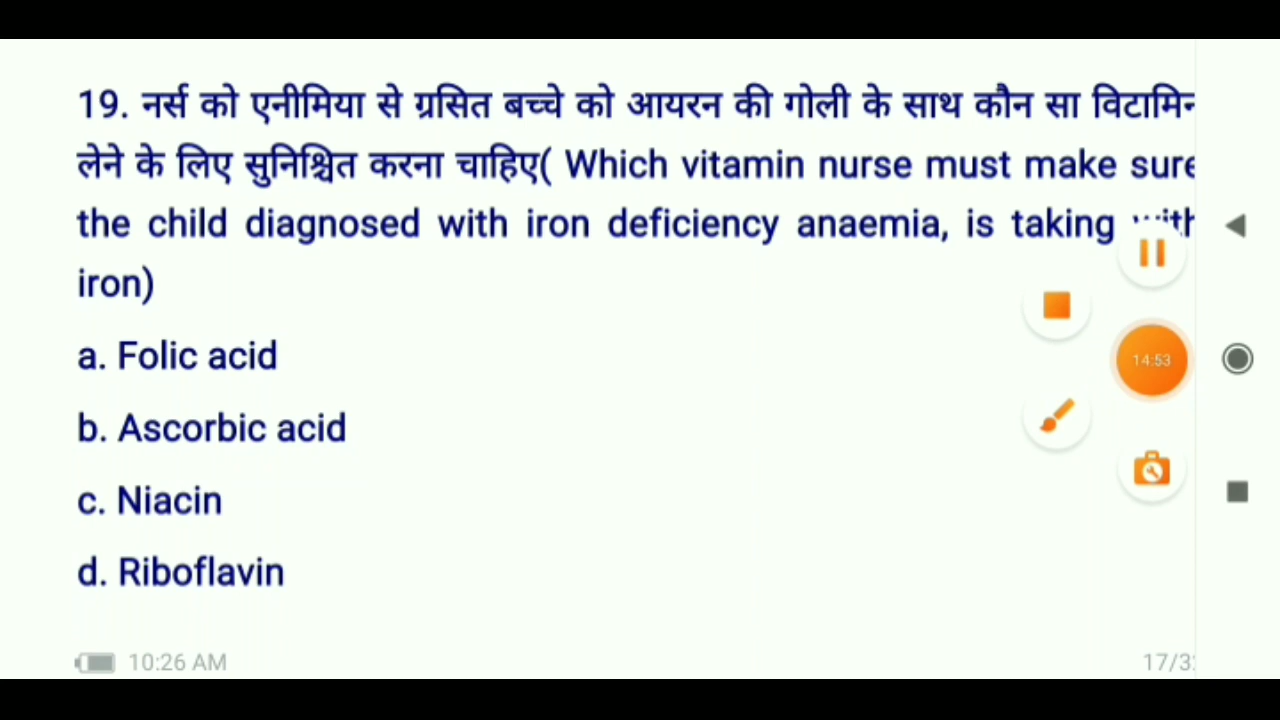 19. नर्स को एनीमिया से ग्रसित बच्चे को आयरन की गोली के साथ कौन सा विटामिन
लेने के लिए सुनिश्चित करना चाहिए( Which vitamin nurse must make sure
the child diagnosed with iron deficiency anaemia, is taking with
iron)
a. Folic acid
14:53
b. Ascorbic acid
c. Niacin
d. Riboflavin
10:26 AM